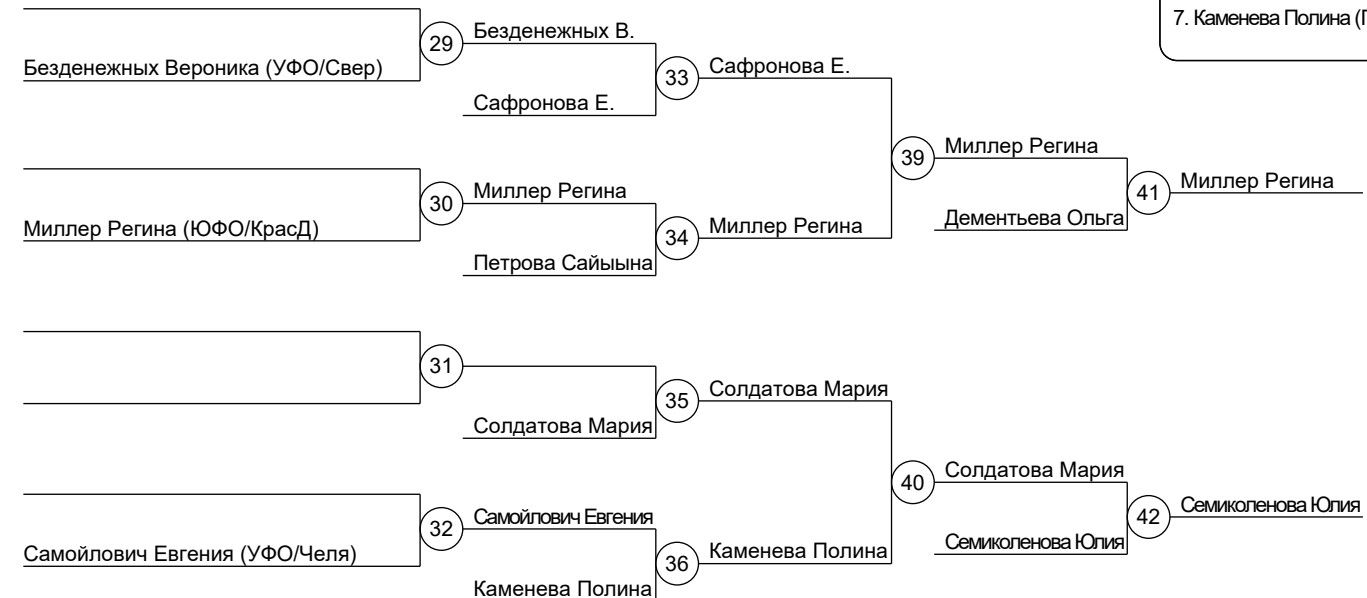 7. Каменева Полина (П
29
Безденежных В.
Безденежных Вероника (УФО/Свер)
33
Сафронова Е.
Сафронова Е.
39
Миллер Регина
30
Миллер Регина
41
Миллер Регина
Миллер Регина (ЮФО/КрасД)
34
Миллер Регина
Дементьева Ольга
Петрова Сайыына
31
35
Солдатова Мария
Солдатова Мария
40
Солдатова Мария
32
Самойлович Евгения
42
Семиколенова Юлия
Самойлович Евгения (УФО/Челя)
36
Каменева Полина
Семиколенова Юлия
Каменева Полина